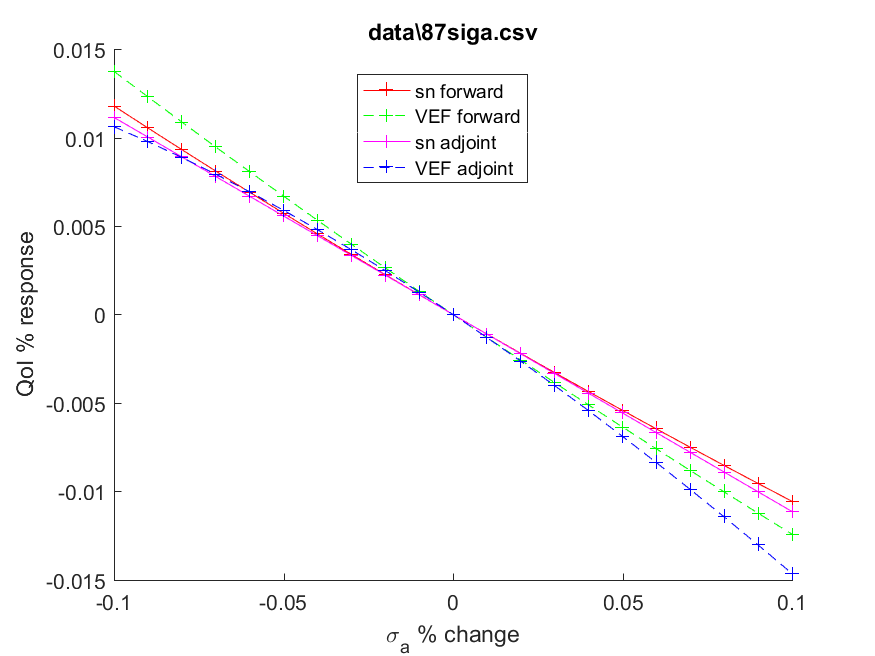 data\87siga.csv
0.015
0.01
0.005
0
-0.005
-0.01
-0.015
QoI % response
sn forward
VEF forward
sn adjoint
VEF adjoint
-0.1 -0.05 0 0.05 0.1
σa % change